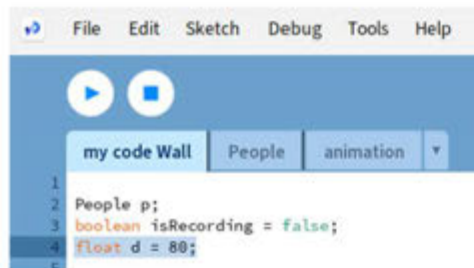 File Edit Sketch Debug Tools Help
my code Wall People animation
1
2 People p;
3 boolean isRecording = false;
4 float d = 80;
5